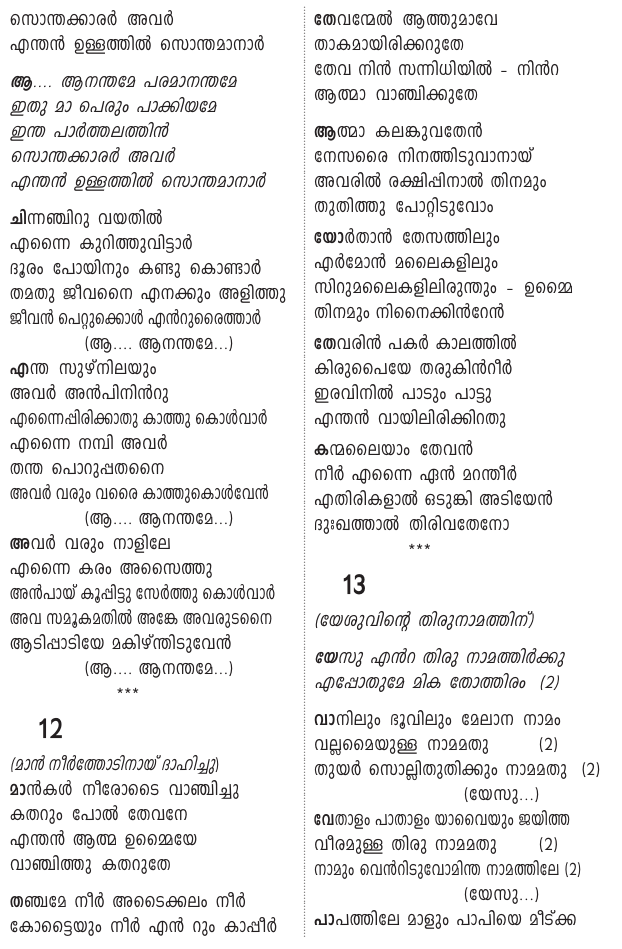 സൊന്തക്കാരർ അവർ
എന്തൻ ഉള്ളത്തിൽ സൊന്തമാനാർ
ആ.... ആനന്തമേ പരമാനന്തമേ
ഇതു മാ പെരും പാക്കിയമേ
ഇന്ത പാർത്തലത്തിൻ
സൊന്തക്കാരർ അവർ
എന്തൻ ഉള്ളത്തിൽ സൊന്തമാനാർ
ചിന്നഞ്ചിറു വയതിൽ
എന്നൈ കുറിത്തുവിട്ടാർ
ദൂരം പോയിനും കണ്ടു കൊണ്ടാർ
തമതു ജീവനൈ എനക്കും അളിത്തു
ജീവൻ പെറ്റുക്കൊൾ എൻറുരൈത്താർ
(ആ.... ആനന്തമേ...)
എന്ത സുഴ്നിലയും
അവർ അൻപിനിൻറു
എന്നൈപ്പിരിക്കാതു കാത്തു കൊൾവാർ
എന്നൈ നമ്പി അവർ
തന്ത പൊറുപ്പതനൈ
അവർ വരും വരൈ കാത്തുകൊൾവേൻ
(ആ.... ആനന്തമേ...)
അവർ വരും നാളിലേ
എന്നൈ കരം അസൈത്തു
അൻപായ് കൂപ്പിട്ടു സേർത്തു കൊൾവാർ
അവ സമൂകമതിൽ അങ്കേ അവരുടനൈ
ആടിപ്പാടിയേ മകിഴ്ന്തിടുവേൻ
(ആ.... ആനന്തമേ...)
***
12
(മാൻ നീർത്തോടിനായ് ദാഹിച്ചു)
മാൻകൾ നീരോടൈ വാഞ്ചിച്ചു
കതറും പോൽ തേവനേ
എന്തൻ ആത്മ ഉമ്മൈയേ
വാഞ്ചിത്തു കതറുതേ
തഞ്ചമേ നീർ അടൈക്കലം നീർ
കോട്ടൈയും നീർ എൻ റും കാപ്പീർ
തേവന്മേൽ ആത്തുമാവേ
താകമായിരിക്കറുതേ
തേവ നിൻ സന്നിധിയിൽ - നിൻറ
ആത്മാ വാഞ്ചിക്കുതേ
ആത്മാ കലങ്കുവതേൻ
നേസരൈ നിനത്തിടുവാനായ്
അവരിൽ രക്ഷിപ്പിനാൽ തിനമും
തുതിത്തു പോറ്റിടുവോം
യോർതാൻ തേസത്തിലും
എർമോൻ മലൈകളിലും
സിറുമലൈകളിലിരുന്തും - ഉമ്മൈ
തിനമും നിനൈക്കിൻറേൻ
തേവരിൻ പകർ കാലത്തിൽ
കിരുപൈയേ തരുകിൻറീർ
ഇരവിനിൽ പാടും പാട്ടു
എന്തൻ വായിലിരിക്കിറതു
കന്മലൈയാം തേവൻ
നീർ എന്നൈ ഏൻ മറന്തീർ
എതിരികളാൽ ഒടുങ്കി അടിയേൻ
ദുഃഖത്താൽ തിരിവതേനോ
***
13
(യേശുവിന്റെ തിരുനാമത്തിന്)
യേസു എൻറ തിരു നാമത്തിർക്കു
എപ്പോതുമേ മിക തോത്തിരം (2)
വാനിലും ഭൂവിലും മേലാന നാമം
വല്ലമൈയുള്ള നാമമതു (2)
തുയർ സൊല്ലിതുതിക്കും നാമമതു (2)
(യേസു...)
വേതാളം പാതാളം യാവൈയും ജയിത്ത
വീരമുള്ള തിരു നാമമതു (2)
നാമും വെൻറിടുവോമിന്ത നാമത്തിലേ (2)
(യേസു...)
പാപത്തിലേ മാളും പാപിയെ മീട്ക്ക